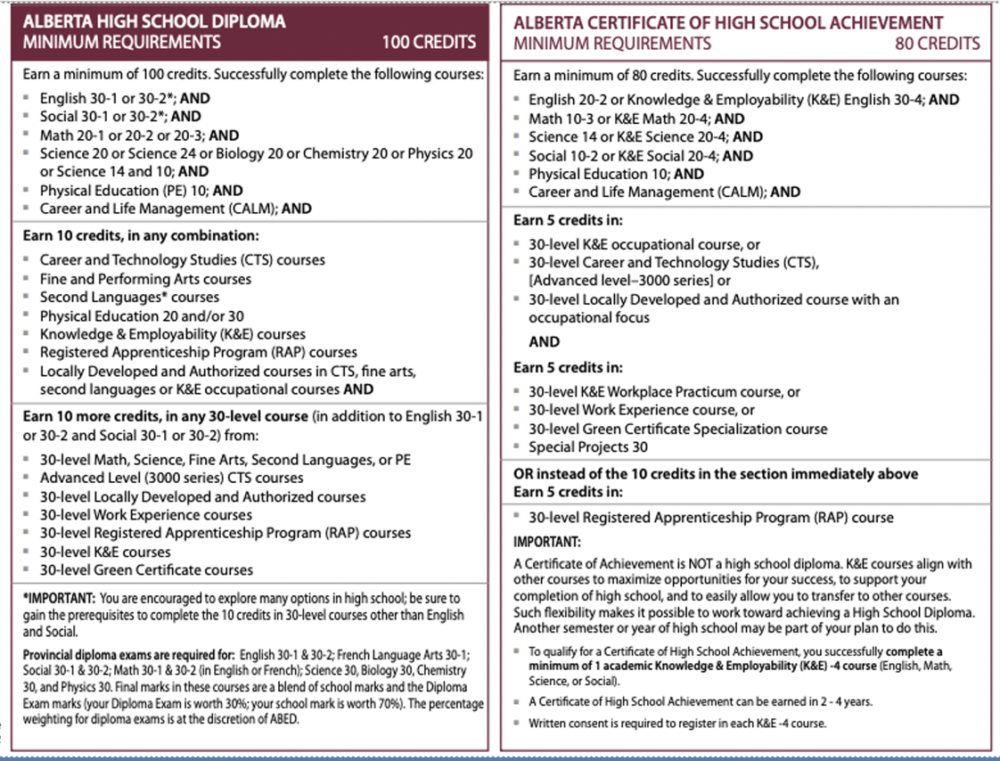 ALBERTA HIGH SCHOOL DIPLOMA
MINIMUM REQUIREMENTS 100 CREDITS
Earn a minimum of 100 credits. Successfully complete the following courses:
▪ English 30-1 or 30-2*; AND
▪ Social 30-1 or 30-2*; AND
▪ Math 20-1 or 20-2 or 20-3; AND
▪ Science 20 or Science 24 or Biology 20 or Chemistry 20 or Physics 20
or Science 14 and 10; AND
▪ Physical Education (PE) 10; AND
▪ Career and Life Management (CALM); AND
Earn 10 credits, in any combination:
▪ Career and Technology Studies (CTS) courses
▪ Fine and Performing Arts courses
▪ Second Languages* courses
▪ Physical Education 20 and/or 30
▪ Knowledge & Employability (K&E) courses
▪ Registered Apprenticeship Program (RAP) courses
▪ Locally Developed and Authorized courses in CTS, fine arts,
second languages or K&E occupational courses AND
Earn 10 more credits, in any 30-level course (in addition to English 30-1
or 30-2 and Social 30-1 or 30-2) from:
▪ 30-level Math, Science, Fine Arts, Second Languages, or PE
▪ Advanced Level (3000 series) CTS courses
▪ 30-level Locally Developed and Authorized courses
▪ 30-level Work Experience courses
▪ 30-level Registered Apprenticeship Program (RAP) courses
▪ 30-level K&E courses
▪ 30-level Green Certificate courses
*IMPORTANT: You are encouraged to explore many options in high school; be sure to
gain the prerequisites to complete the 10 credits in 30-level courses other than English
and Social.
Provincial diploma exams are required for: English 30-1 & 30-2; French Language Arts 30-1;
Social 30-1 & 30-2; Math 30-1 & 30-2 (in English or French); Science 30, Biology 30, Chemistry
30, and Physics 30. Final marks in these courses are a blend of school marks and the Diploma
Exam marks (your Diploma Exam is worth 30%; your school mark is worth 70%). The percentage
weighting for diploma exams is at the discretion of ABED.
ALBERTA CERTIFICATE OF HIGH SCHOOL ACHIEVEMENT
MINIMUM REQUIREMENTS 80 CREDITS
Earn a minimum of 80 credits. Successfully complete the following courses:
▪ English 20-2 or Knowledge & Employability (K&E) English 30-4; AND
▪ Math 10-3 or K&E Math 20-4; AND
▪ Science 14 or K&E Science 20-4; AND
▪ Social 10-2 or K&E Social 20-4; AND
▪ Physical Education 10; AND
▪ Career and Life Management (CALM); AND
Earn 5 credits in:
▪ 30-level K&E occupational course, or
▪ 30-level Career and Technology Studies (CTS),
[Advanced level–3000 series] or
▪ 30-level Locally Developed and Authorized course with an
occupational focus
AND
Earn 5 credits in:
▪ 30-level K&E Workplace Practicum course, or
▪ 30-level Work Experience course, or
▪ 30-level Green Certificate Specialization course
▪ Special Projects 30
OR instead of the 10 credits in the section immediately above
Earn 5 credits in:
▪ 30-level Registered Apprenticeship Program (RAP) course
IMPORTANT:
A Certificate of Achievement is NOT a high school diploma. K&E courses align with
other courses to maximize opportunities for your success, to support your
completion of high school, and to easily allow you to transfer to other courses.
Such flexibility makes it possible to work toward achieving a High School Diploma.
Another semester or year of high school may be part of your plan to do this.
▪ To qualify for a Certificate of High School Achievement, you successfully complete a
minimum of 1 academic Knowledge & Employability (K&E) -4 course (English, Math,
Science, or Social).
▪ A Certificate of High School Achievement can be earned in 2 - 4 years.
▪ Written consent is required to register in each K&E -4 course.